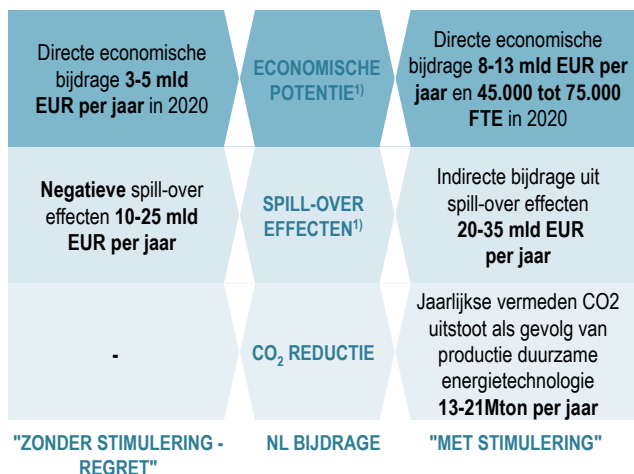 Directe economische
bijdrage 3-5 mld
EUR per jaar in 2020
ECONOMISCHE
POTENTIE1)
Directe economische
bijdrage 8-13 mld EUR per
jaar en 45.000 tot 75.000
FTE in 2020
Negatieve spill-over
effecten 10-25 mld
EUR per jaar
SPILL-OVER
EFFECTEN1)
Indirecte bijdrage uit
spill-over effecten
20-35 mld EUR
per jaar
-
CO2 REDUCTIE
Jaarlijkse vermeden CO2
uitstoot als gevolg van
productie duurzame
energietechnologie
13-21Mton per jaar
"ZONDER STIMULERING -
REGRET"
NL BIJDRAGE
"MET STIMULERING"